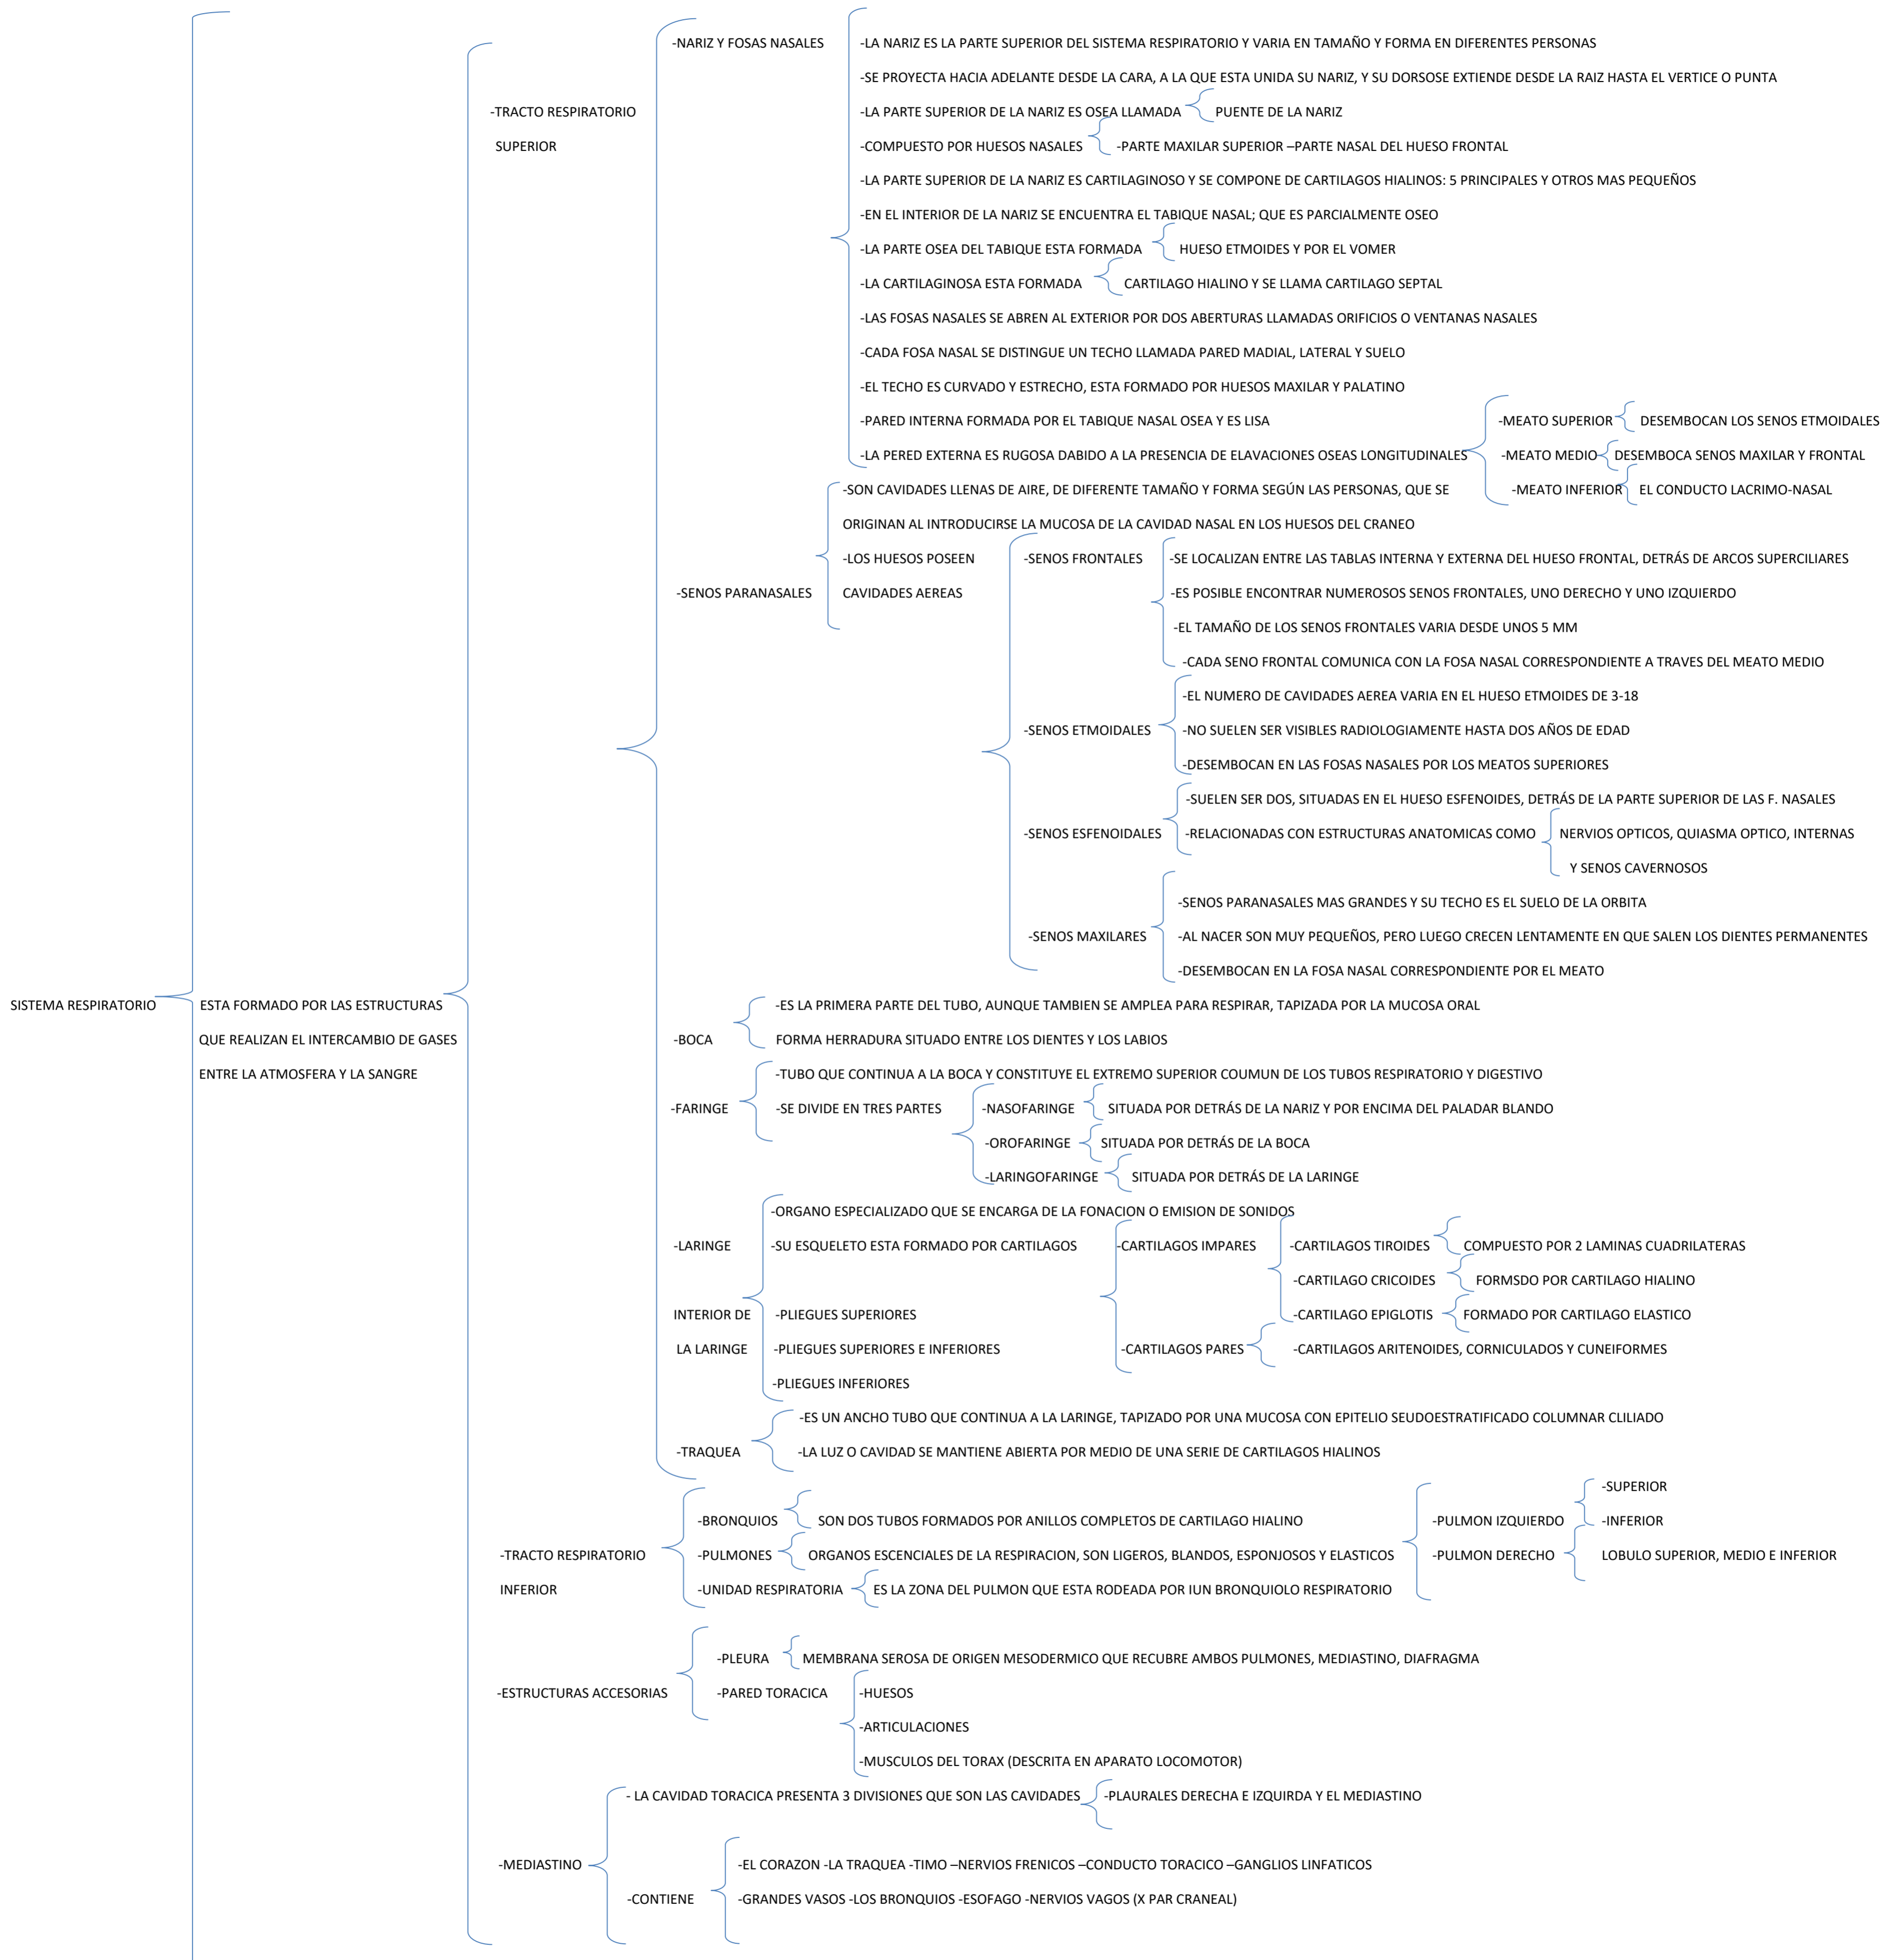 -NARIZ Y FOSAS NASALES
-LA NARIZ ES LA PARTE SUPERIOR DEL SISTEMA RESPIRATORIO Y VARIA EN TAMAÑO Y FORMA EN DIFERENTES PERSONAS
-SE PROYECTA HACIA ADELANTE DESDE LA CARA, A LA QUE ESTA UNIDA SU NARIZ, Y SU DORSOSE EXTIENDE DESDE LA RAIZ HASTA EL VERTICE O PUNTA
-TRACTO RESPIRATORIO
SUPERIOR
-LA PARTE SUPERIOR DE LA NARIZ ES OSEA LLAMADA
PUENTE DE LA NARIZ
-COMPUESTO POR HUESOS NASALES
-PARTE MAXILAR SUPERIOR –PARTE NASAL DEL HUESO FRONTAL
-LA PARTE SUPERIOR DE LA NARIZ ES CARTILAGINOSO Y SE COMPONE DE CARTILAGOS HIALINOS: 5 PRINCIPALES Y OTROS MAS PEQUEÑOS
-EN EL INTERIOR DE LA NARIZ SE ENCUENTRA EL TABIQUE NASAL; QUE ES PARCIALMENTE OSEO
-LA PARTE OSEA DEL TABIQUE ESTA FORMADA
HUESO ETMOIDES Y POR EL VOMER
-LA CARTILAGINOSA ESTA FORMADA
CARTILAGO HIALINO Y SE LLAMA CARTILAGO SEPTAL
-LAS FOSAS NASALES SE ABREN AL EXTERIOR POR DOS ABERTURAS LLAMADAS ORIFICIOS O VENTANAS NASALES
-CADA FOSA NASAL SE DISTINGUE UN TECHO LLAMADA PARED MADIAL, LATERAL Y SUELO
-EL TECHO ES CURVADO Y ESTRECHO, ESTA FORMADO POR HUESOS MAXILAR Y PALATINO
-PARED INTERNA FORMADA POR EL TABIQUE NASAL OSEA Y ES LISA
-LA PERED EXTERNA ES RUGOSA DABIDO A LA PRESENCIA DE ELAVACIONES OSEAS LONGITUDINALES
-MEATO SUPERIOR
DESEMBOCAN LOS SENOS ETMOIDALES
-MEATO MEDIO
DESEMBOCA SENOS MAXILAR Y FRONTAL
-MEATO INFERIOR
EL CONDUCTO LACRIMO-NASAL
-SENOS PARANASALES
-SON CAVIDADES LLENAS DE AIRE, DE DIFERENTE TAMAÑO Y FORMA SEGÚN LAS PERSONAS, QUE SE
ORIGINAN AL INTRODUCIRSE LA MUCOSA DE LA CAVIDAD NASAL EN LOS HUESOS DEL CRANEO
-LOS HUESOS POSEEN
CAVIDADES AEREAS
-SENOS FRONTALES
-SE LOCALIZAN ENTRE LAS TABLAS INTERNA Y EXTERNA DEL HUESO FRONTAL, DETRÁS DE ARCOS SUPERCILIARES
-ES POSIBLE ENCONTRAR NUMEROSOS SENOS FRONTALES, UNO DERECHO Y UNO IZQUIERDO
-EL TAMAÑO DE LOS SENOS FRONTALES VARIA DESDE UNOS 5 MM
-CADA SENO FRONTAL COMUNICA CON LA FOSA NASAL CORRESPONDIENTE A TRAVES DEL MEATO MEDIO
-SENOS ETMOIDALES
-EL NUMERO DE CAVIDADES AEREA VARIA EN EL HUESO ETMOIDES DE 3-18
-NO SUELEN SER VISIBLES RADIOLOGIAMENTE HASTA DOS AÑOS DE EDAD
-DESEMBOCAN EN LAS FOSAS NASALES POR LOS MEATOS SUPERIORES
-SENOS ESFENOIDALES
-SUELEN SER DOS, SITUADAS EN EL HUESO ESFENOIDES, DETRÁS DE LA PARTE SUPERIOR DE LAS F. NASALES
-RELACIONADAS CON ESTRUCTURAS ANATOMICAS COMO
NERVIOS OPTICOS, QUIASMA OPTICO, INTERNAS
Y SENOS CAVERNOSOS
-SENOS MAXILARES
-SENOS PARANASALES MAS GRANDES Y SU TECHO ES EL SUELO DE LA ORBITA
-AL NACER SON MUY PEQUEÑOS, PERO LUEGO CRECEN LENTAMENTE EN QUE SALEN LOS DIENTES PERMANENTES
-DESEMBOCAN EN LA FOSA NASAL CORRESPONDIENTE POR EL MEATO
SISTEMA RESPIRATORIO
ESTA FORMADO POR LAS ESTRUCTURAS
QUE REALIZAN EL INTERCAMBIO DE GASES
ENTRE LA ATMOSFERA Y LA SANGRE
-BOCA
-ES LA PRIMERA PARTE DEL TUBO, AUNQUE TAMBIEN SE AMPLEA PARA RESPIRAR, TAPIZADA POR LA MUCOSA ORAL
FORMA HERRADURA SITUADO ENTRE LOS DIENTES Y LOS LABIOS
-FARINGE
-TUBO QUE CONTINUA A LA BOCA Y CONSTITUYE EL EXTREMO SUPERIOR COUMUN DE LOS TUBOS RESPIRATORIO Y DIGESTIVO
-SE DIVIDE EN TRES PARTES
-NASOFARINGE
SITUADA POR DETRÁS DE LA NARIZ Y POR ENCIMA DEL PALADAR BLANDO
-OROFARINGE
SITUADA POR DETRÁS DE LA BOCA
-LARINGOFARINGE
SITUADA POR DETRÁS DE LA LARINGE
-LARINGE
INTERIOR DE
LA LARINGE
-ORGANO ESPECIALIZADO QUE SE ENCARGA DE LA FONACION O EMISION DE SONIDOS
-SU ESQUELETO ESTA FORMADO POR CARTILAGOS
-PLIEGUES SUPERIORES
-PLIEGUES SUPERIORES E INFERIORES
-PLIEGUES INFERIORES
-CARTILAGOS IMPARES
-CARTILAGOS TIROIDES
COMPUESTO POR 2 LAMINAS CUADRILATERAS
-CARTILAGO CRICOIDES
FORMSDO POR CARTILAGO HIALINO
-CARTILAGO EPIGLOTIS
FORMADO POR CARTILAGO ELASTICO
-CARTILAGOS PARES
-CARTILAGOS ARITENOIDES, CORNICULADOS Y CUNEIFORMES
-TRAQUEA
-ES UN ANCHO TUBO QUE CONTINUA A LA LARINGE, TAPIZADO POR UNA MUCOSA CON EPITELIO SEUDOESTRATIFICADO COLUMNAR CLILIADO
-LA LUZ O CAVIDAD SE MANTIENE ABIERTA POR MEDIO DE UNA SERIE DE CARTILAGOS HIALINOS
-TRACTO RESPIRATORIO
INFERIOR
-BRONQUIOS
SON DOS TUBOS FORMADOS POR ANILLOS COMPLETOS DE CARTILAGO HIALINO
-PULMONES
ORGANOS ESCENCIALES DE LA RESPIRACION, SON LIGEROS, BLANDOS, ESPONJOSOS Y ELASTICOS
-PULMON IZQUIERDO
-SUPERIOR
-INFERIOR
-PULMON DERECHO
LOBULO SUPERIOR, MEDIO E INFERIOR
-UNIDAD RESPIRATORIA
ES LA ZONA DEL PULMON QUE ESTA RODEADA POR IUN BRONQUIOLO RESPIRATORIO
-ESTRUCTURAS ACCESORIAS
-PLEURA
MEMBRANA SEROSA DE ORIGEN MESODERMICO QUE RECUBRE AMBOS PULMONES, MEDIASTINO, DIAFRAGMA
-PARED TORACICA
-HUESOS
-ARTICULACIONES
-MUSCULOS DEL TORAX (DESCRITA EN APARATO LOCOMOTOR)
-MEDIASTINO
- LA CAVIDAD TORACICA PRESENTA 3 DIVISIONES QUE SON LAS CAVIDADES
-PLAURALES DERECHA E IZQUIRDA Y EL MEDIASTINO
-CONTIENE
-EL CORAZON -LA TRAQUEA -TIMO –NERVIOS FRENICOS –CONDUCTO TORACICO –GANGLIOS LINFATICOS
-GRANDES VASOS -LOS BRONQUIOS -ESOFAGO -NERVIOS VAGOS (X PAR CRANEAL)